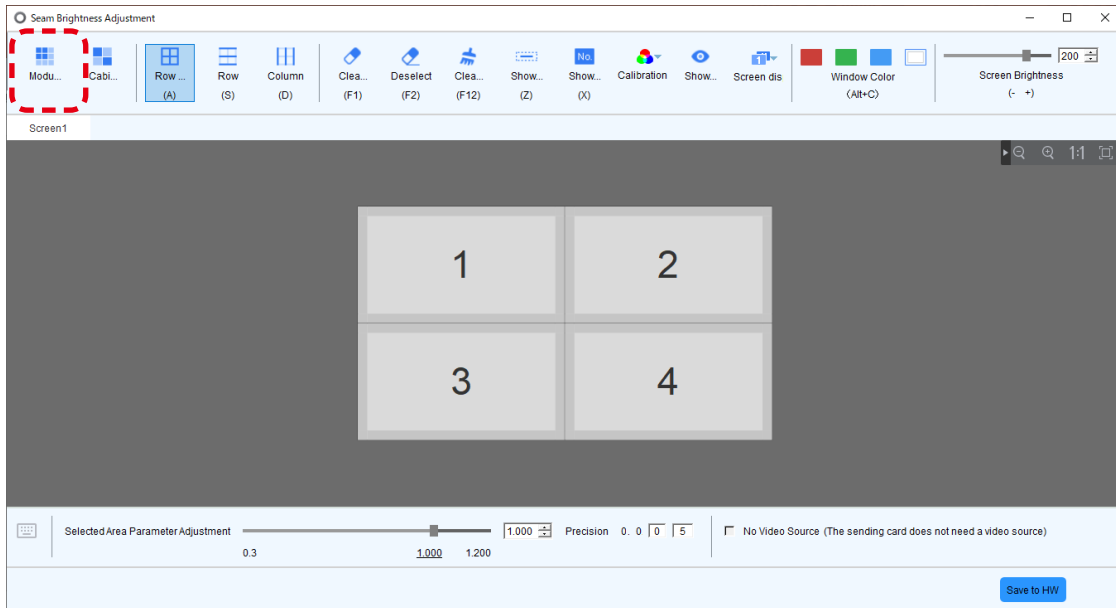 Seam Brightness Adjustment
Modu... Cabi... Row ... Row Column Clea... Deselect Clea... Show... Show... Calibration Show... Screen dis Window Color Screen Brightness 200
(A) (S) (D) (F1) (F2) (F12) (Z) (X) (Alt+C) (- +)
No.
1
Screen1
1:1
1 2
3 4
Selected Area Parameter Adjustment 1.000 Precision 0. 0 0 5 No Video Source (The sending card does not need a video source)
0.3 1.000 1.200
Save to HW